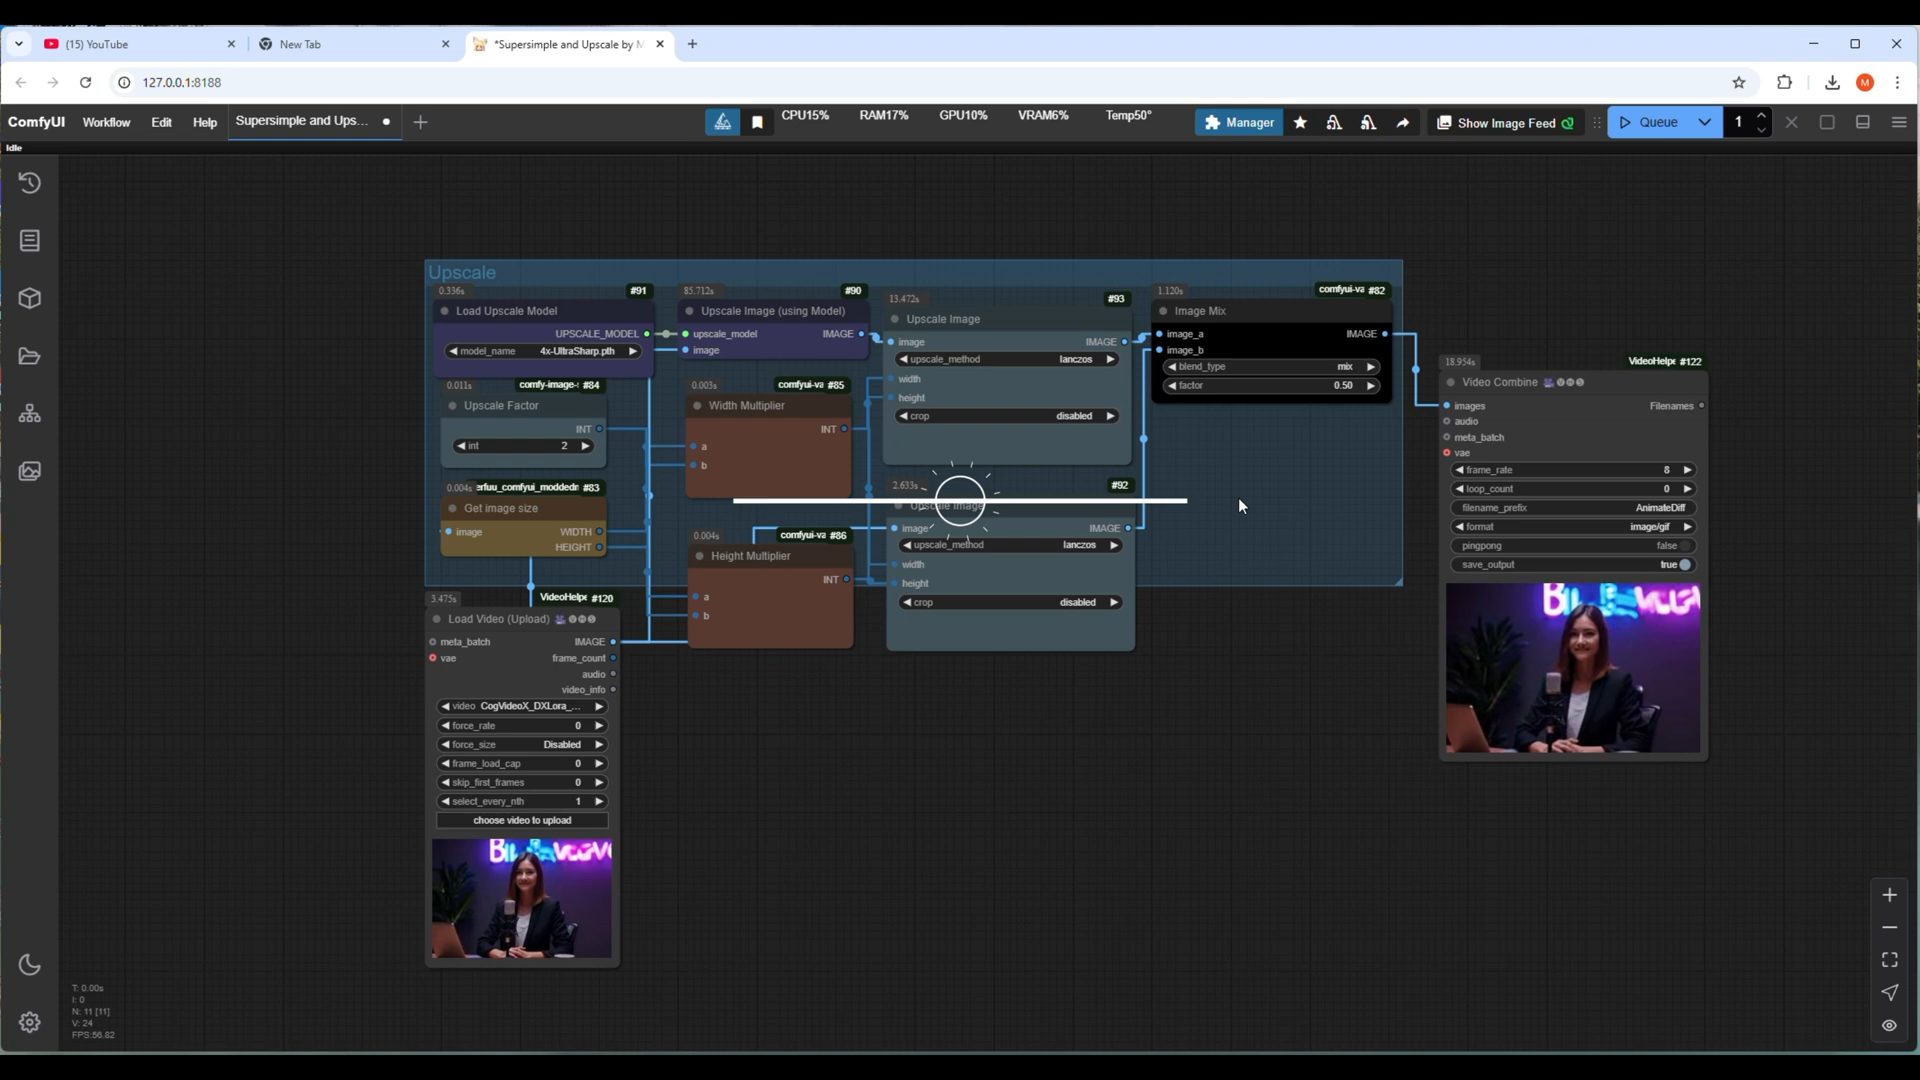 (15) YouTube
New Tab
*Supersimple and Upscale by M
127.0.0.1:8188
M
ComfyUI
Workflow
Edit
Help
Supersimple and Ups...
CPU15%
RAM17%
GPU10%
VRAM6%
Temp50°
Manager
Show Image Feed
Queue
1
Idle
Upscale
0.336s
#91
Load Upscale Model
UPSCALE_MODEL
model_name 4x-UltraSharp.pth
85.712s
#90
Upscale Image (using Model)
upscale_model IMAGE
image
13.472s
#93
Upscale Image
image IMAGE
upscale_method lanczos
width
height
crop disabled
1.120s
comfyui-va #82
Image Mix
image_a IMAGE
image_b
blend_type mix
factor 0.50
0.011s
comfy-image-s #84
Upscale Factor
INT
int 2
0.003s
comfyui-va #85
Width Multiplier
INT
a
b
0.004s
erfuu_comfyui_moddedn #83
Get image size
image WIDTH
HEIGHT
2.633s
#92
Upscale Image
image IMAGE
upscale_method lanczos
width
height
crop disabled
0.004s
comfyui-va #86
Height Multiplier
INT
a
b
3.475s
VideoHelpe #120
Load Video (Upload)
meta_batch IMAGE
vae frame_count
audio
video_info
video CogVideoX_DXLora_...
force_rate 0
force_size Disabled
frame_load_cap 0
skip_first_frames 0
select_every_nth 1
choose video to upload
18.954s
VideoHelpe #122
Video Combine
images Filenames
audio
meta_batch
vae
frame_rate 8
loop_count 0
filename_prefix AnimateDiff
format image/gif
pingpong false
save_output true
T: 0.00s
I: 0
N: 11 [11]
V: 24
FPS:56.82